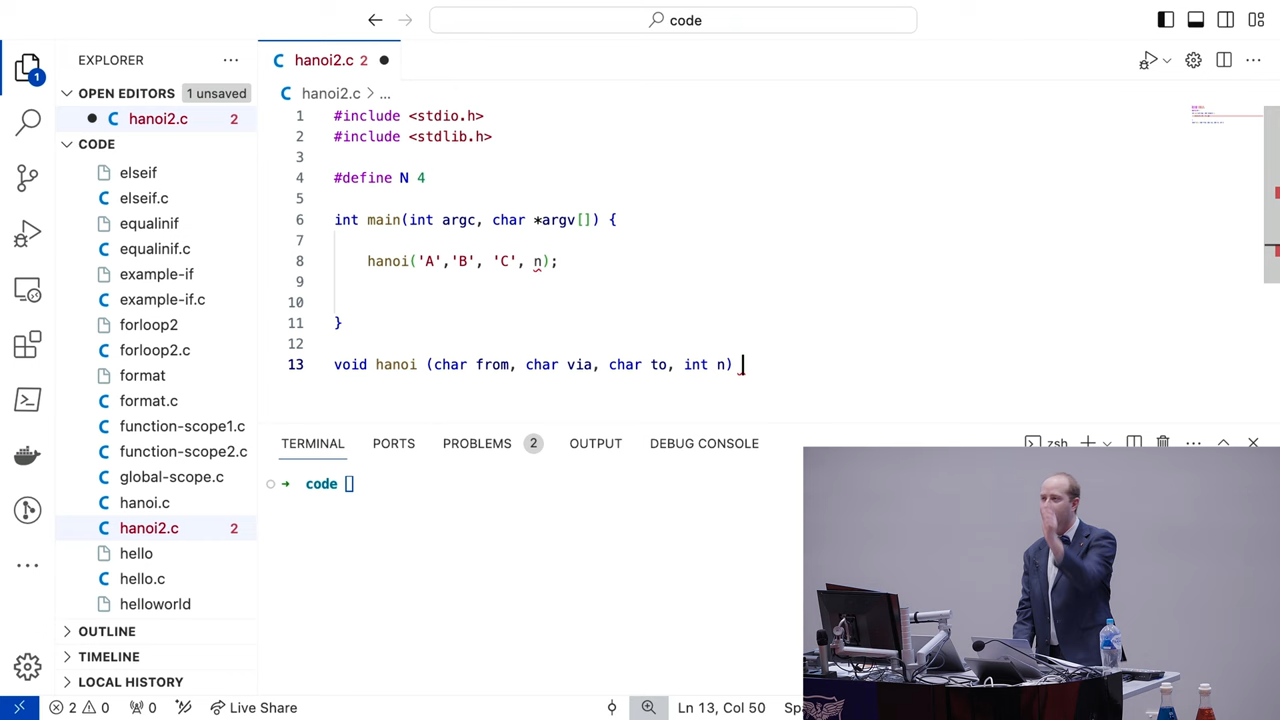 code
EXPLORER
hanoi2.c 2
OPEN EDITORS 1 unsaved
hanoi2.c 2
hanoi2.c > ...
CODE
elseif
elseif.c
equalinif
equalinif.c
example-if
example-if.c
forloop2
forloop2.c
format
format.c
function-scope1.c
function-scope2.c
global-scope.c
hanoi.c
hanoi2.c 2
hello
hello.c
helloworld
OUTLINE
TIMELINE
LOCAL HISTORY
1
1 #include <stdio.h>
2 #include <stdlib.h>
3
4 #define N 4
5
6 int main(int argc, char *argv[]) {
7
8 hanoi('A','B', 'C', n);
9
10
11 }
12
13 void hanoi (char from, char via, char to, int n)
TERMINAL PORTS PROBLEMS 2 OUTPUT DEBUG CONSOLE zsh
→ code
2 0 0 Live Share Ln 13, Col 50 Spa